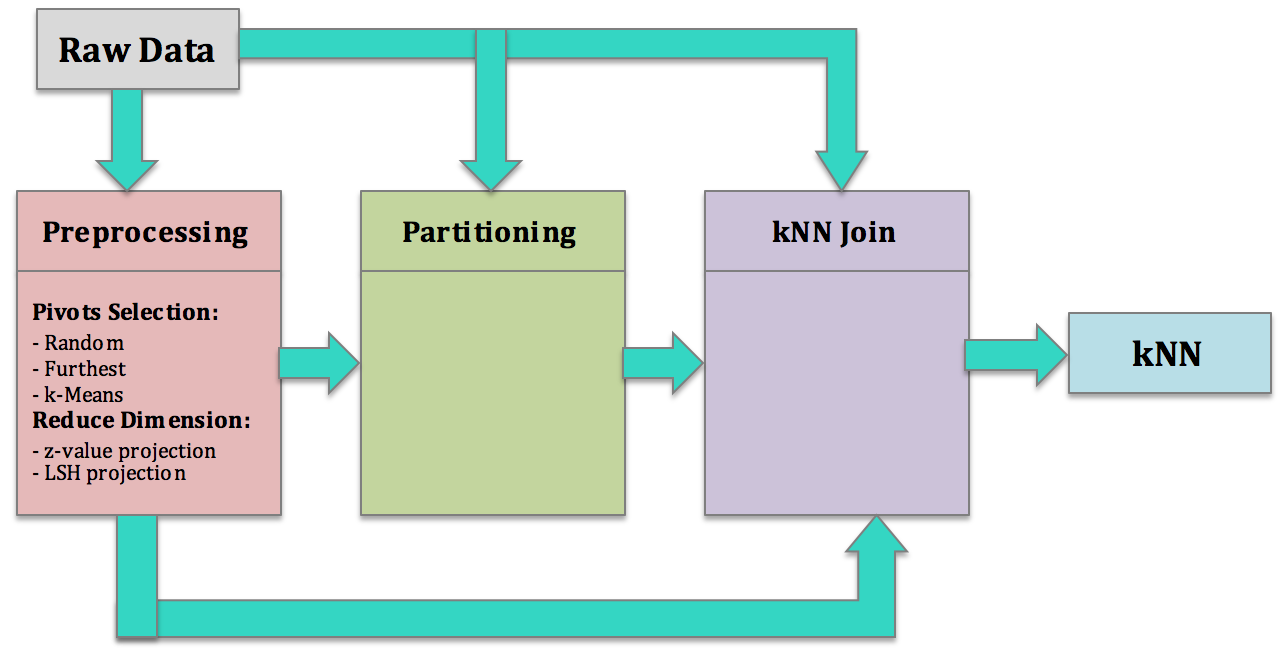 Raw Data
Preprocessing
Pivots Selection:
- Random
- Furthest
- k-Means
Reduce Dimension:
- z-value projection
- LSH projection
Partitioning
kNN Join
kNN